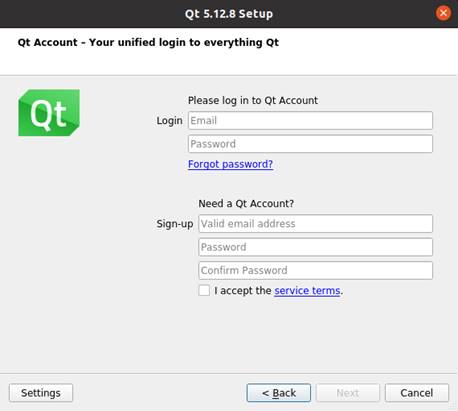 Qt 5.12.8 Setup
Qt Account – Your unified login to everything Qt
Qt
Please log in to Qt Account
Login Email
Password
Forgot password?
Need a Qt Account?
Sign-up Valid email address
Password
Confirm Password
I accept the service terms.
Settings < Back Next Cancel